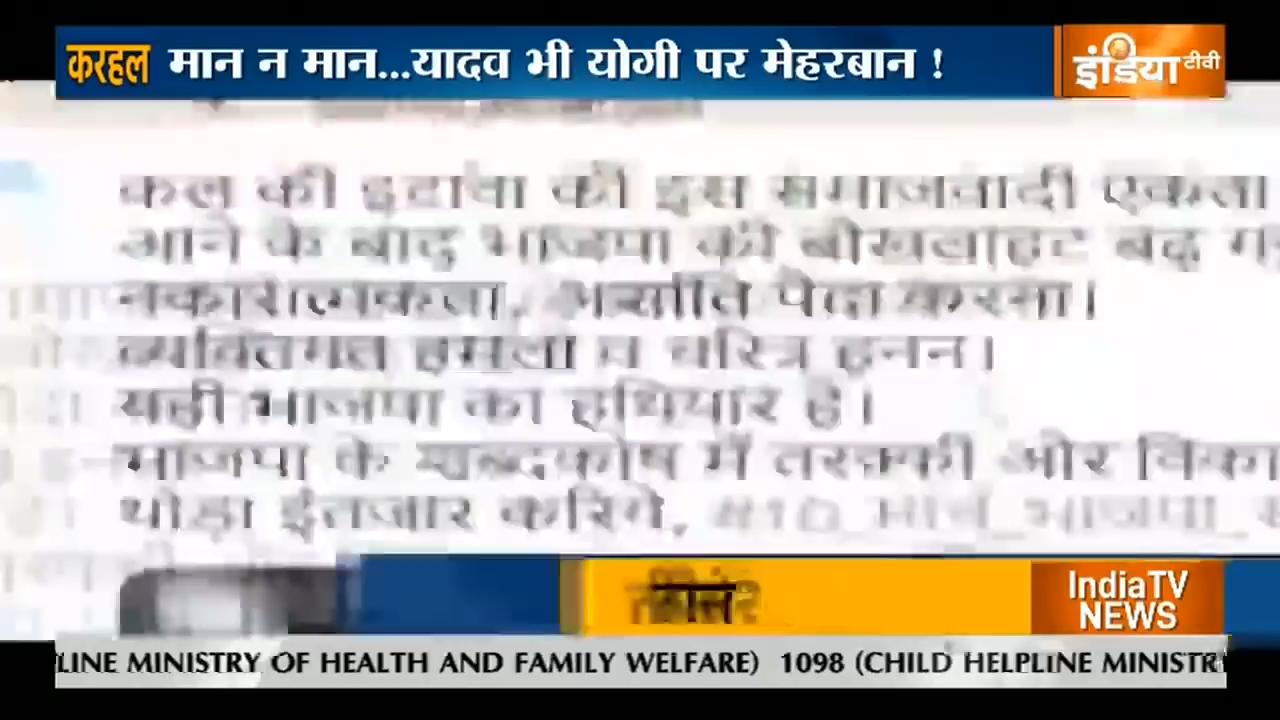 करहल मान न मान...यादव भी योगी पर मेहरबान !
इंडिया टीवी
कल की इटावा की इस समाजवादी एकता
आने के बाद भाजपा की बौखलाहट बढ़
नकारात्मकता, अशांति पैदा करना।
व्यक्तिगत हमला व चरित्र हनन।
यही भाजपा का हथियार है।
भाजपा के शब्दकोष में तरक्की और
थोड़ा ईंतजार करिये,
IndiaTV
NEWS
LINE MINISTRY OF HEALTH AND FAMILY WELFARE) 1098 (CHILD HELPLINE MINISTR